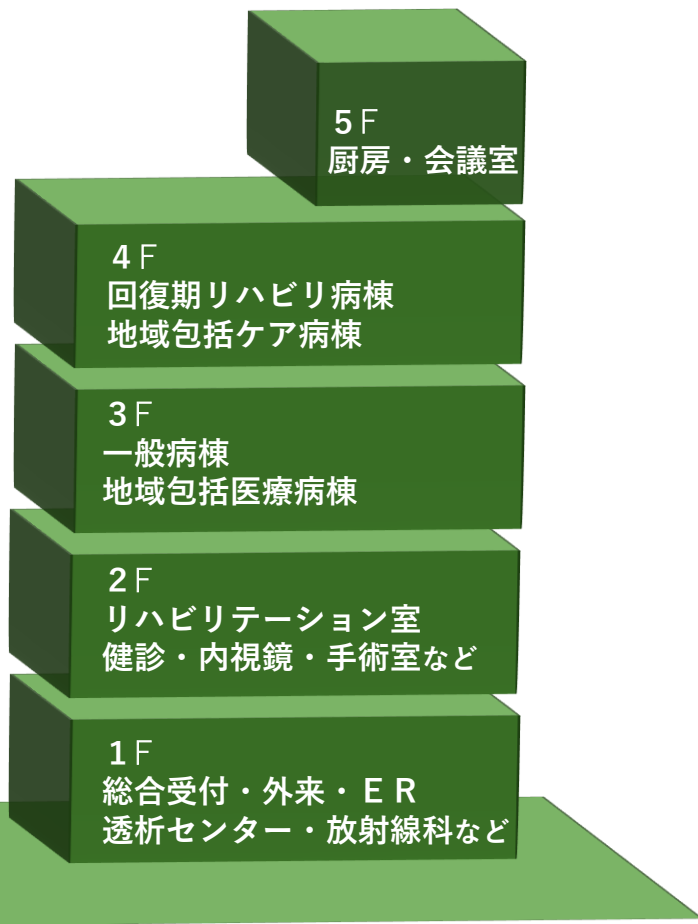 ５Ｆ
厨房・会議室
４Ｆ
回復期リハビリ病棟
地域包括ケア病棟
３Ｆ
一般病棟
地域包括医療病棟
２Ｆ
リハビリテーション室
健診・内視鏡・手術室など
１Ｆ
総合受付・外来・ＥＲ
透析センター・放射線科など